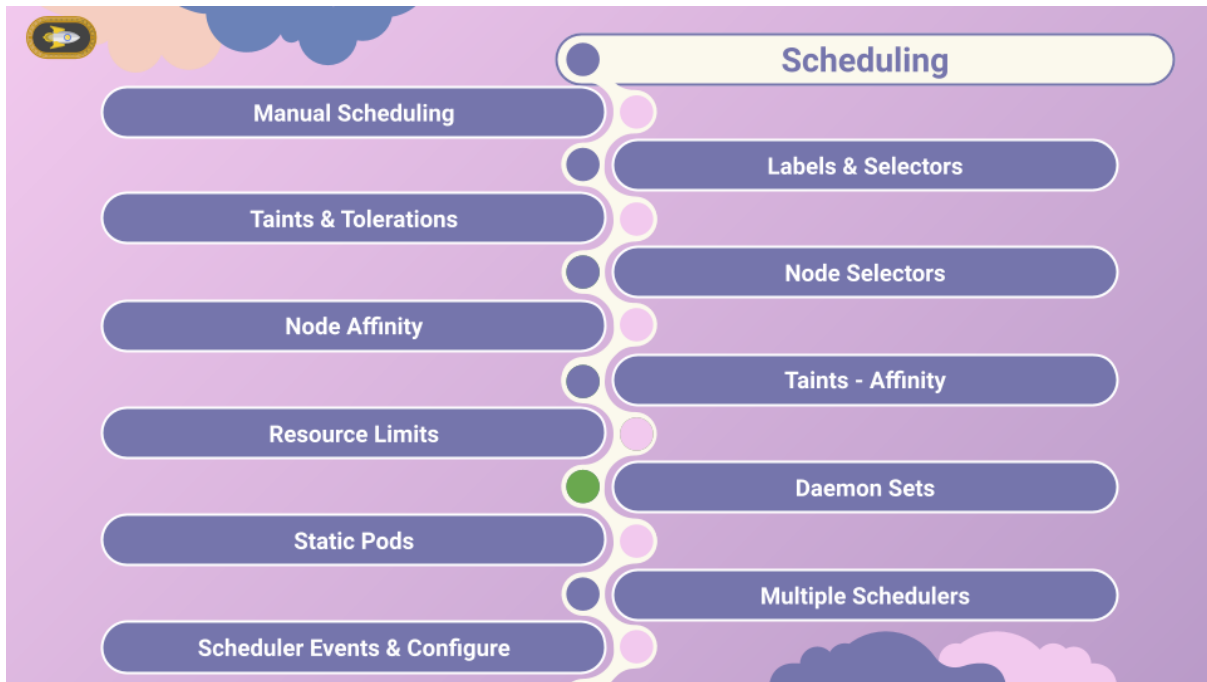 Scheduling
Manual Scheduling
Labels & Selectors
Taints & Tolerations
Node Selectors
Node Affinity
Taints - Affinity
Resource Limits
Daemon Sets
Static Pods
Multiple Schedulers
Scheduler Events & Configure